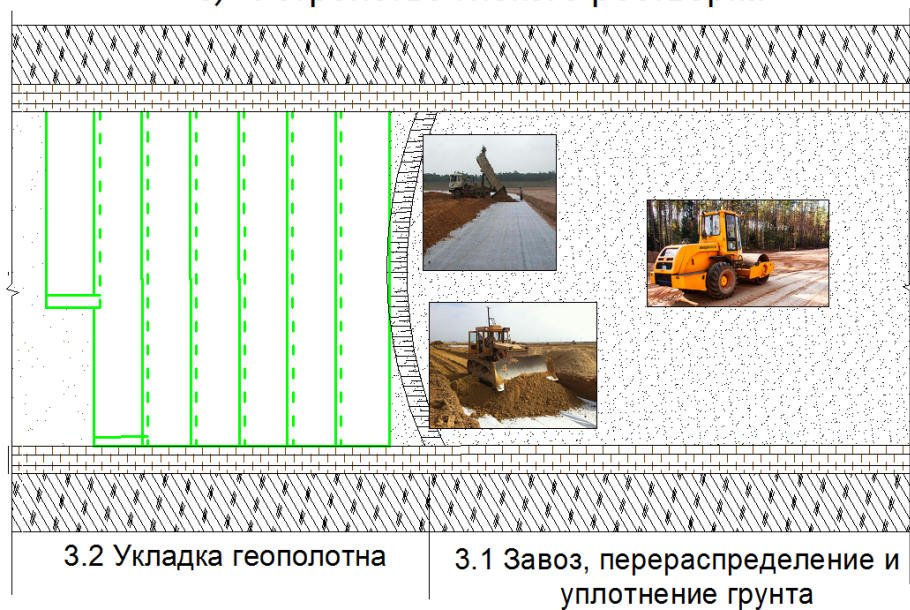 3.2 Укладка геополотна
3.1 Завоз, перераспределение и
уплотнение грунта